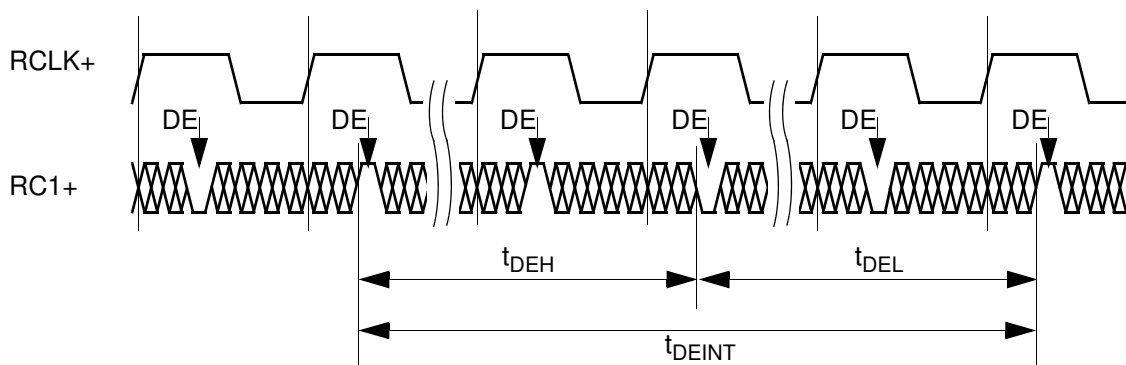 RCLK+
DE DE DE DE DE DE
RC1+
tDEH tDEL
tDEINT